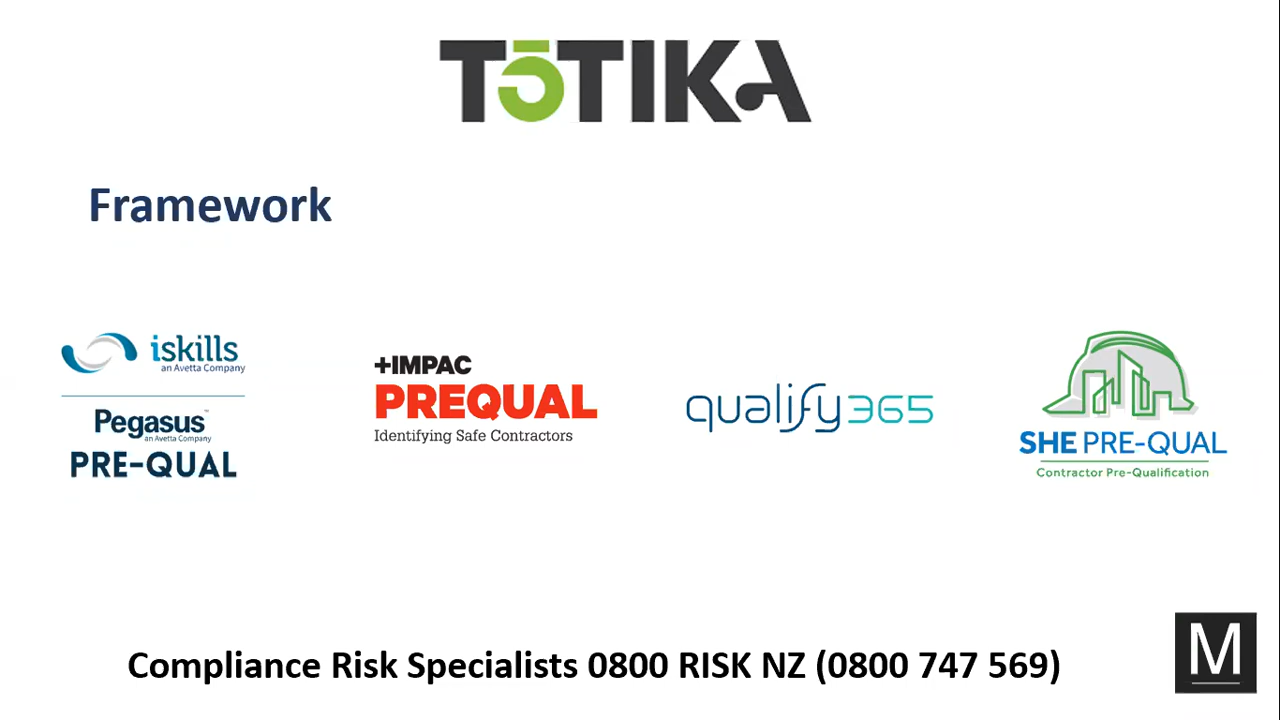 TōTIKA
Framework
iskills
an Avetta Company
Pegasus™
an Avetta Company
PRE-QUAL
+IMPAC
PREQUAL
Identifying Safe Contractors
qualify365
SHE PRE-QUAL
Contractor Pre-Qualification
Compliance Risk Specialists 0800 RISK NZ (0800 747 569)
M